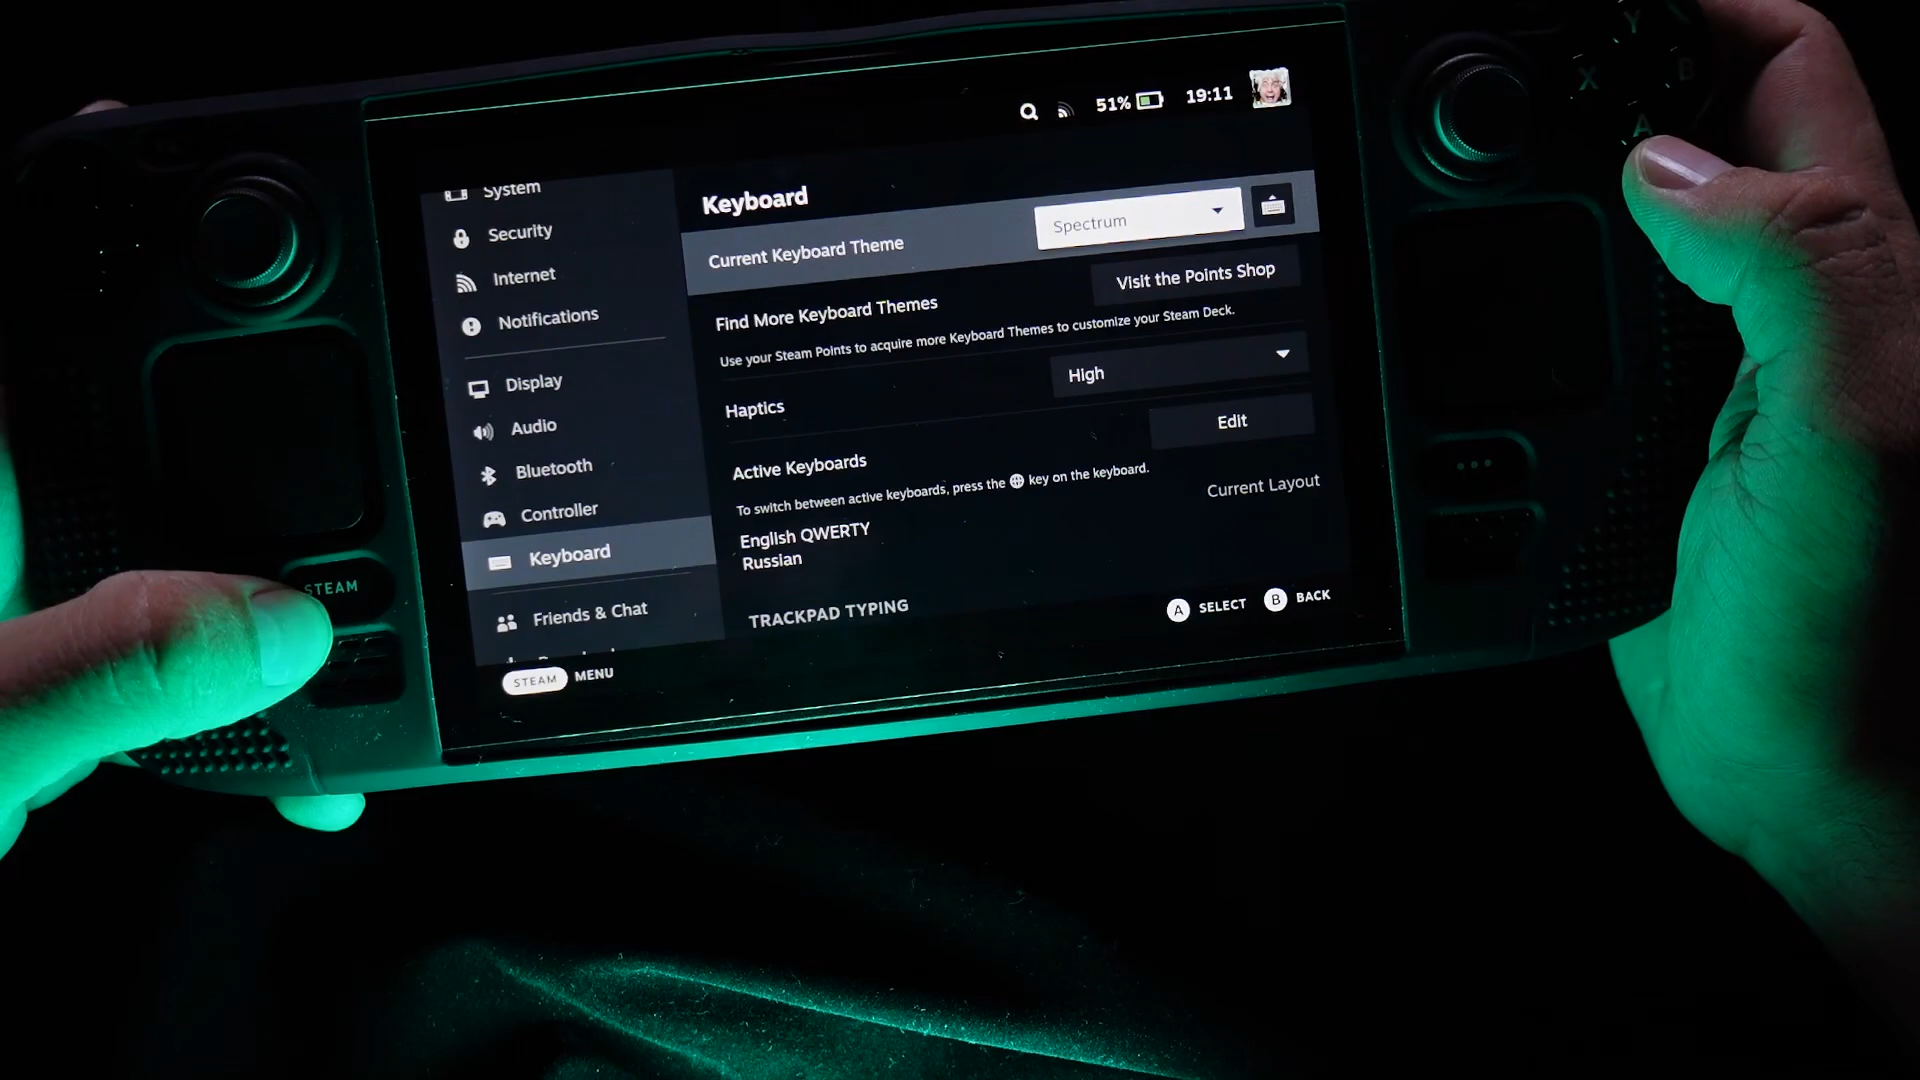 51% 19:11
System
Security
Internet
Notifications
Display
Audio
Bluetooth
Controller
Keyboard
Friends & Chat
Keyboard
Current Keyboard Theme
Spectrum
Find More Keyboard Themes
Visit the Points Shop
Use your Steam Points to acquire more Keyboard Themes to customize your Steam Deck.
Haptics
High
Active Keyboards
Edit
To switch between active keyboards, press the key on the keyboard.
English QWERTY
Current Layout
Russian
TRACKPAD TYPING
STEAM MENU
A SELECT B BACK
STEAM
Y
X
B
A